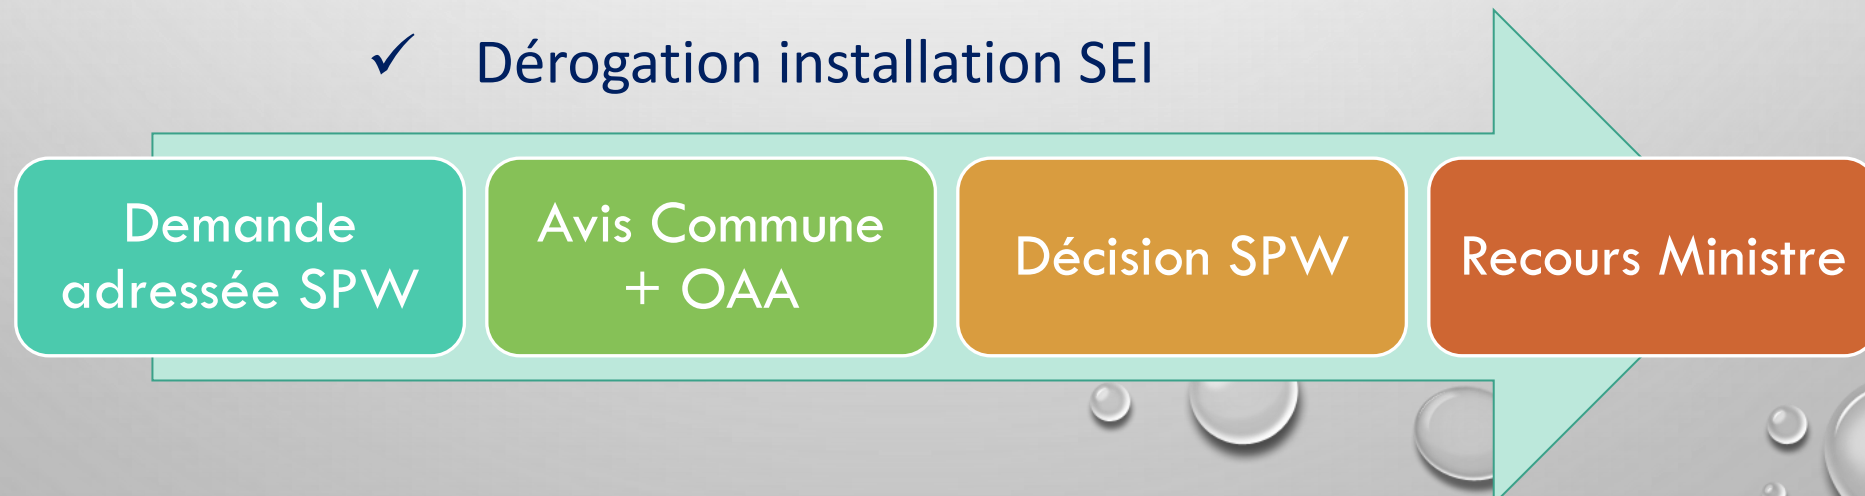 ✓ Dérogation installation SEI
Demande
adressée SPW
Avis Commune
+ OAA
Décision SPW
Recours Ministre